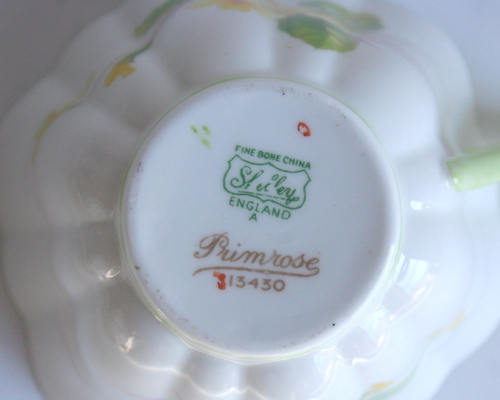 FINE BONE CHINA
Shelley
ENGLAND
A
Primrose
13430